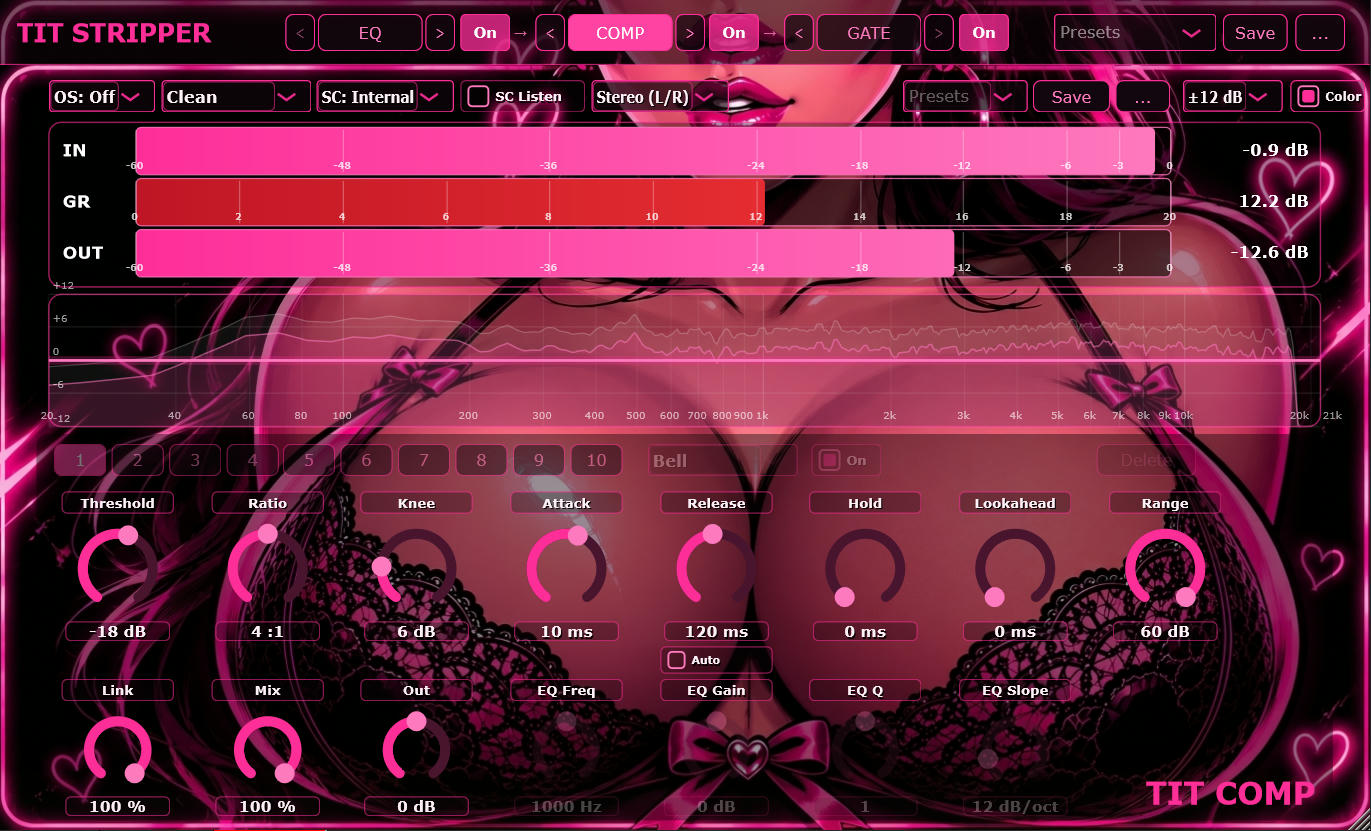 TIT STRIPPER < EQ > On → < COMP > On → < GATE > On Presets Save ...
OS: Off Clean SC: Internal SC Listen Stereo (L/R) Presets Save ... ±12 dB Color
IN -0.9 dB
-60 -48 -36 -24 -18 -12 -6 -3 0
GR 12.2 dB
0 2 4 6 8 10 12 14 16 18 20
OUT -12.6 dB
-60 -48 -36 -24 -18 -12 -6 -3 0
+12
+6
0
-6
-12
20 40 60 80 100 200 300 400 500 600 700 800 900 1k 2k 3k 4k 5k 6k 7k 8k 9k 10k 20k 21k
1 2 3 4 5 6 7 8 9 10 Bell On Delete
Threshold Ratio Knee Attack Release Hold Lookahead Range
-18 dB 4 :1 6 dB 10 ms 120 ms 0 ms 0 ms 60 dB
Auto
Link Mix Out EQ Freq EQ Gain EQ Q EQ Slope
100 % 100 % 0 dB 1000 Hz 0 dB 1 12 dB/oct
TIT COMP